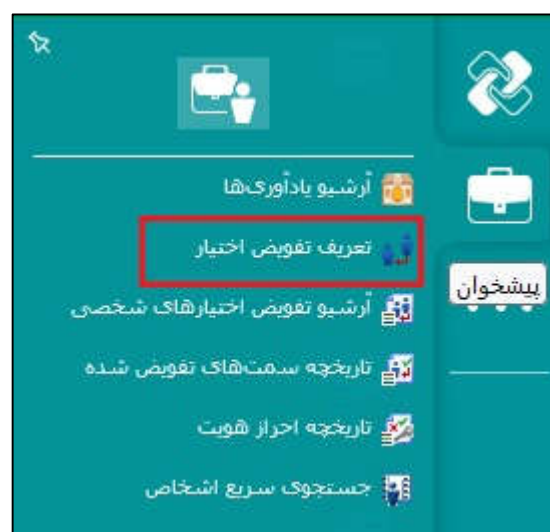 آرشیو یادآوری‌ها
تعریف تفویض اختیار
آرشیو تفویض اختیارهای شخصی
تاریخچه سمت‌های تفویض شده
تاریخچه احراز هویت
جستجوی سریع اشخاص
پیشخوان